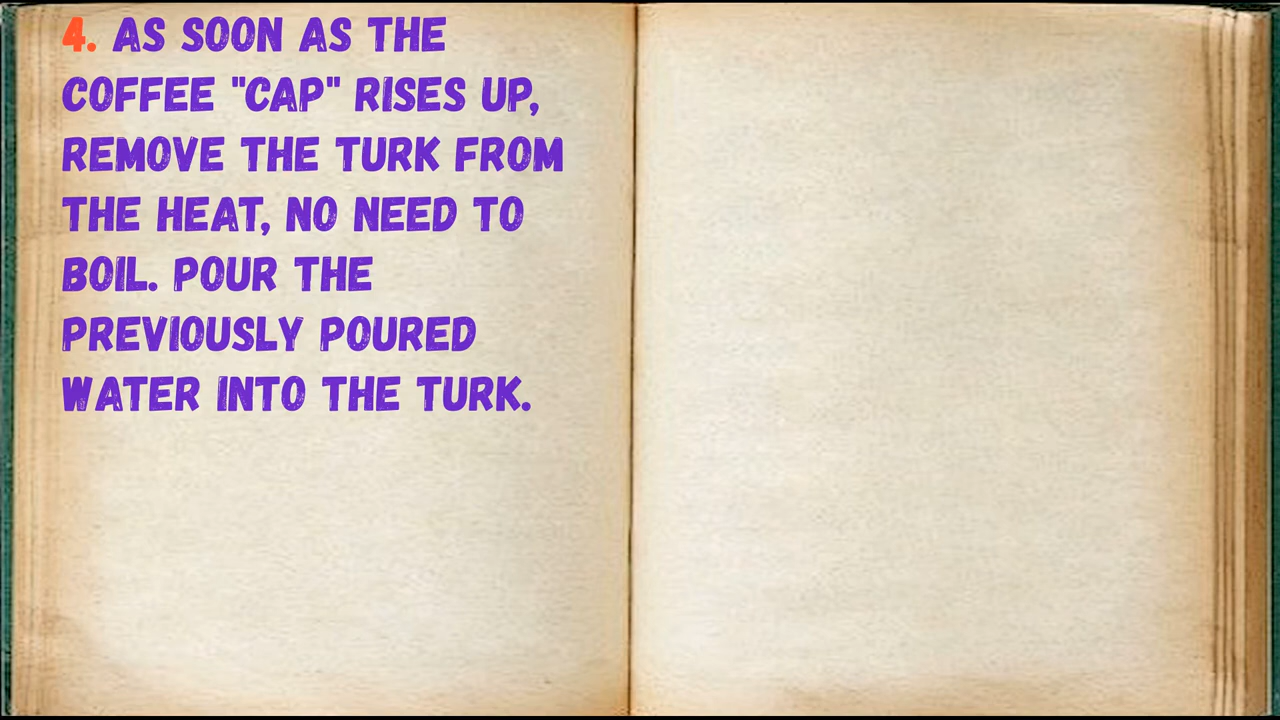 4. AS SOON AS THE
COFFEE "CAP" RISES UP,
REMOVE THE TURK FROM
THE HEAT, NO NEED TO
BOIL. POUR THE
PREVIOUSLY POURED
WATER INTO THE TURK.